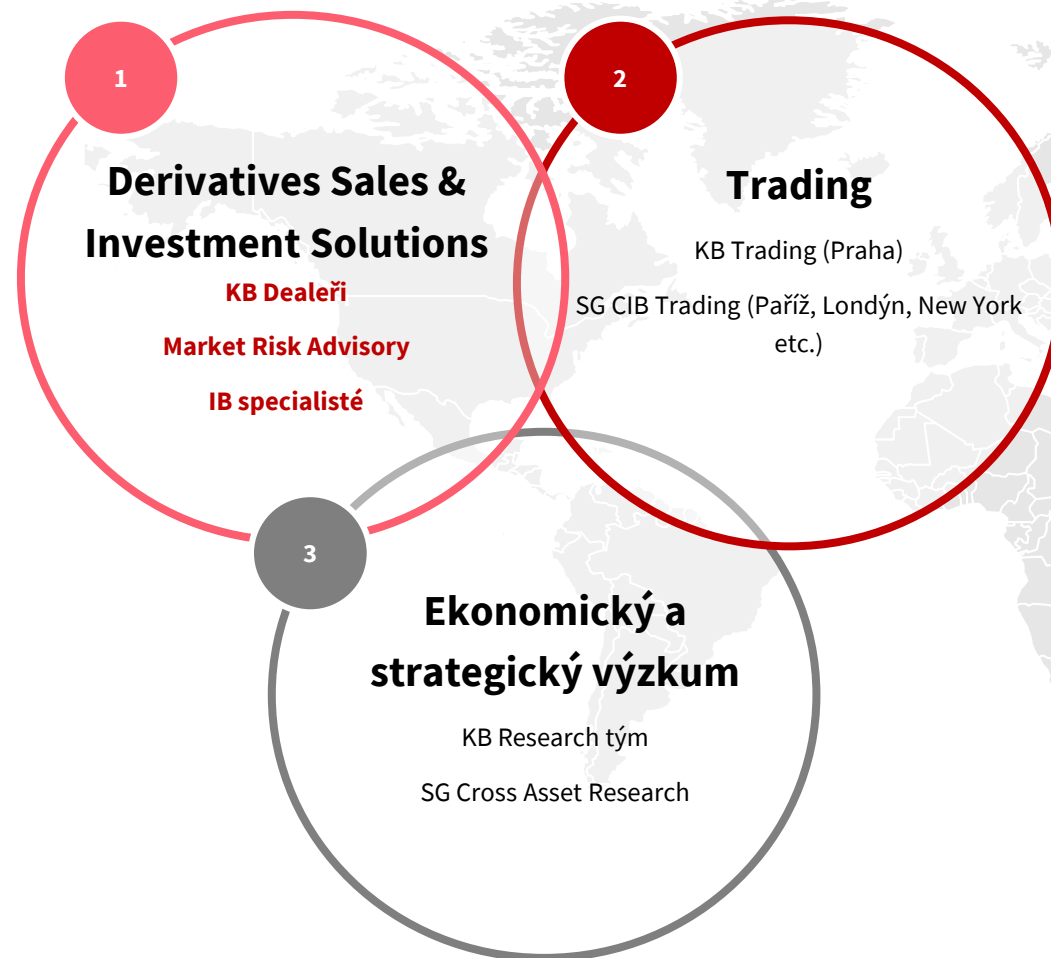 1
Derivatives Sales &
Investment Solutions
KB Dealeři
Market Risk Advisory
IB specialisté
2
Trading
KB Trading (Praha)
SG CIB Trading (Paříž, Londýn, New York
etc.)
3
Ekonomický a
strategický výzkum
KB Research tým
SG Cross Asset Research